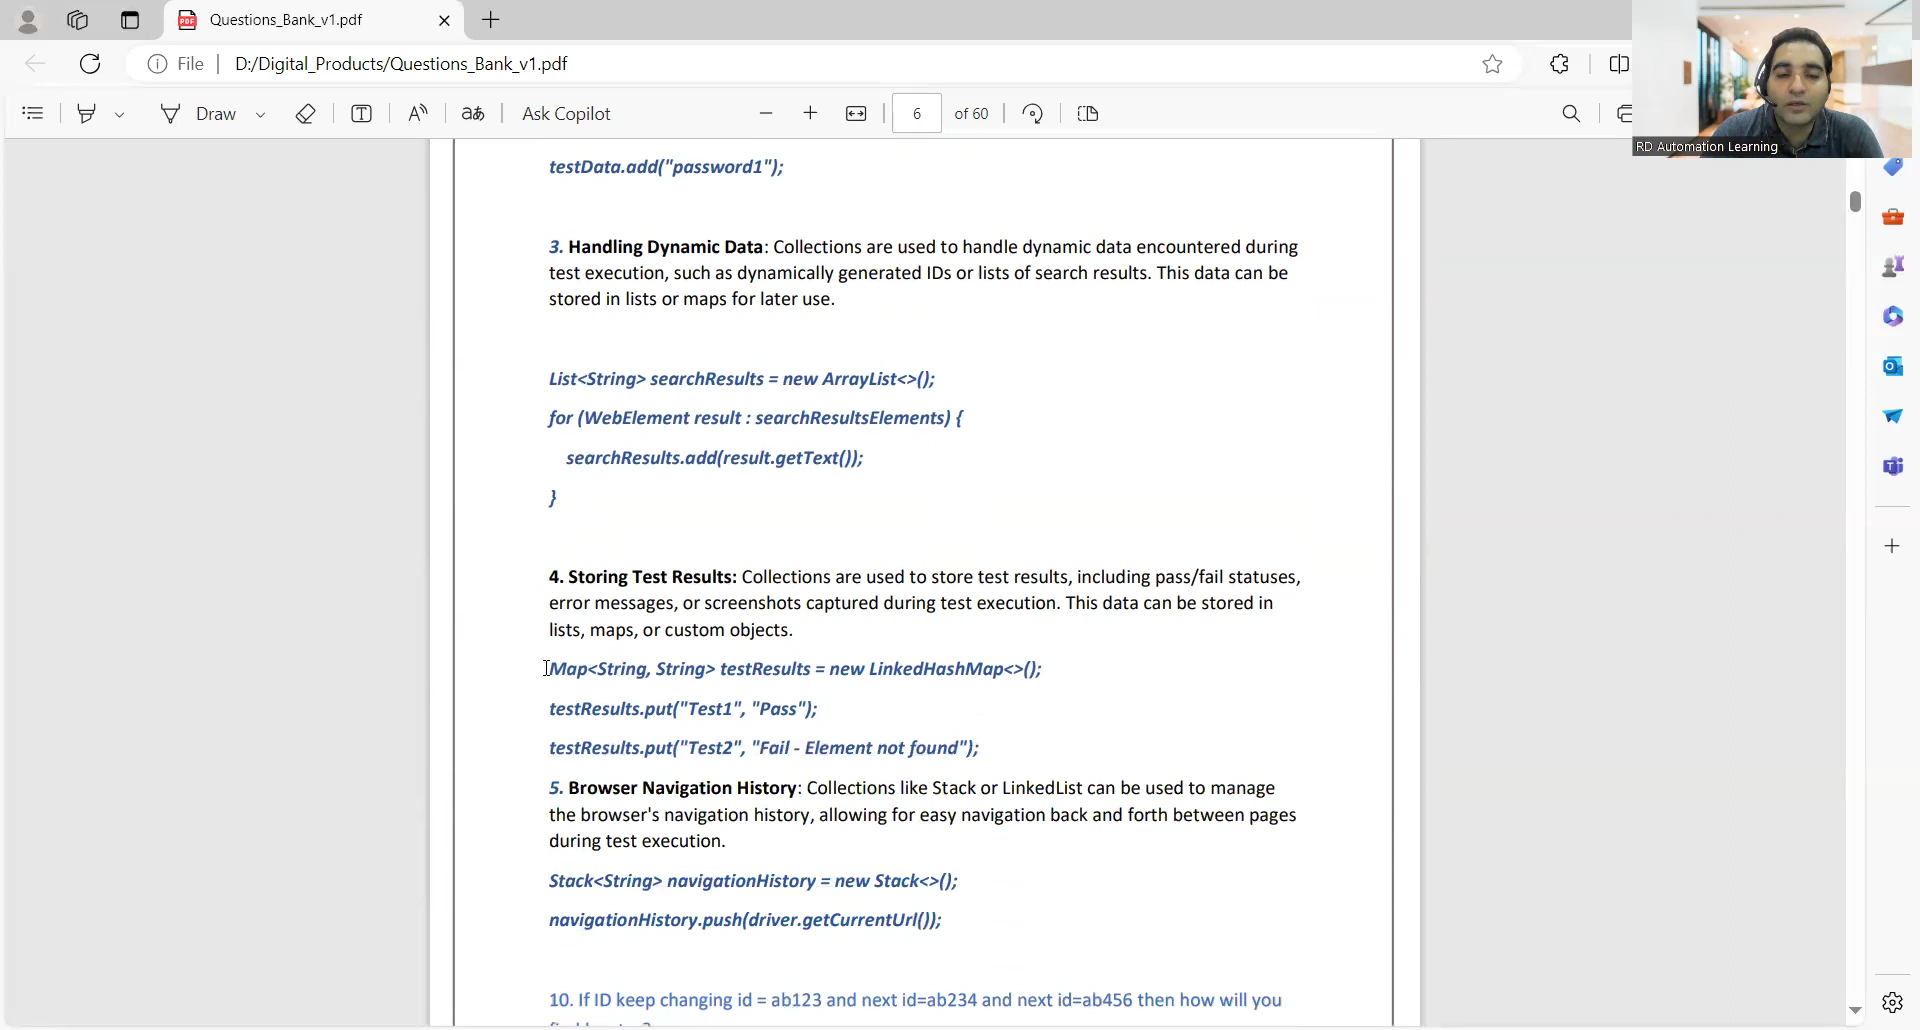 Questions_Bank_v1.pdf
File
D:/Digital_Products/Questions_Bank_v1.pdf
Draw
Ask Copilot
6 of 60
RD Automation Learning
testData.add("password1");
3. Handling Dynamic Data: Collections are used to handle dynamic data encountered during
test execution, such as dynamically generated IDs or lists of search results. This data can be
stored in lists or maps for later use.
List<String> searchResults = new ArrayList<>();
for (WebElement result : searchResultsElements) {
searchResults.add(result.getText());
}
4. Storing Test Results: Collections are used to store test results, including pass/fail statuses,
error messages, or screenshots captured during test execution. This data can be stored in
lists, maps, or custom objects.
Map<String, String> testResults = new LinkedHashMap<>();
testResults.put("Test1", "Pass");
testResults.put("Test2", "Fail - Element not found");
5. Browser Navigation History: Collections like Stack or LinkedList can be used to manage
the browser's navigation history, allowing for easy navigation back and forth between pages
during test execution.
Stack<String> navigationHistory = new Stack<>();
navigationHistory.push(driver.getCurrentUrl());
10. If ID keep changing id = ab123 and next id=ab234 and next id=ab456 then how will you